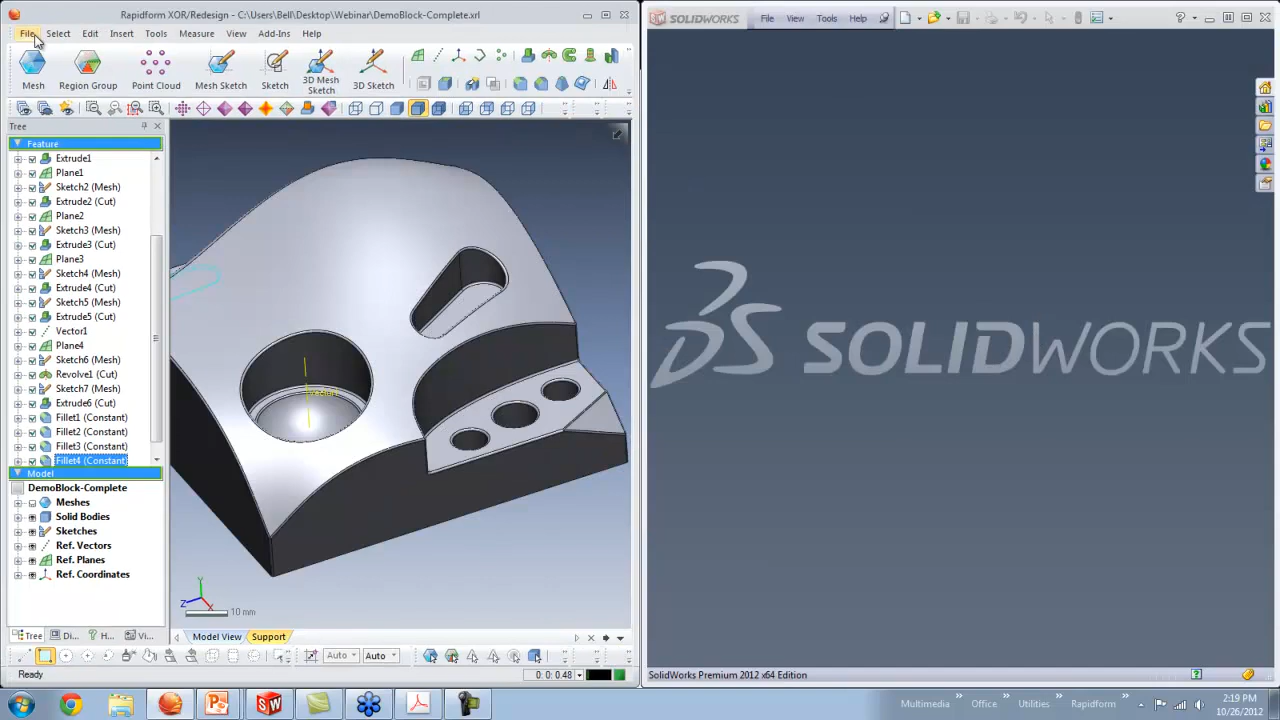 Rapidform XOR/Redesign - C:\Users\Bell\Desktop\Webinar\DemoBlock-Complete.xrl
File Select Edit Insert Tools Measure View Add-Ins Help
Mesh Region Group Point Cloud Mesh Sketch Sketch 3D Mesh Sketch 3D Sketch
Tree
Feature
Extrude1
Plane1
Sketch2 (Mesh)
Extrude2 (Cut)
Plane2
Sketch3 (Mesh)
Extrude3 (Cut)
Plane3
Sketch4 (Mesh)
Extrude4 (Cut)
Sketch5 (Mesh)
Extrude5 (Cut)
Vector1
Plane4
Sketch6 (Mesh)
Revolve1 (Cut)
Sketch7 (Mesh)
Extrude6 (Cut)
Fillet1 (Constant)
Fillet2 (Constant)
Fillet3 (Constant)
Fillet4 (Constant)
Model
DemoBlock-Complete
Meshes
Solid Bodies
Sketches
Ref. Vectors
Ref. Planes
Ref. Coordinates
Y
Z X
10 mm
Tree Di... H... Vi...
Model View Support
Auto Auto
Ready
0: 0: 0.48
SOLIDWORKS File View Tools Help
SOLIDWORKS
SolidWorks Premium 2012 x64 Edition
Multimedia Office Utilities Rapidform
2:19 PM
10/26/2012